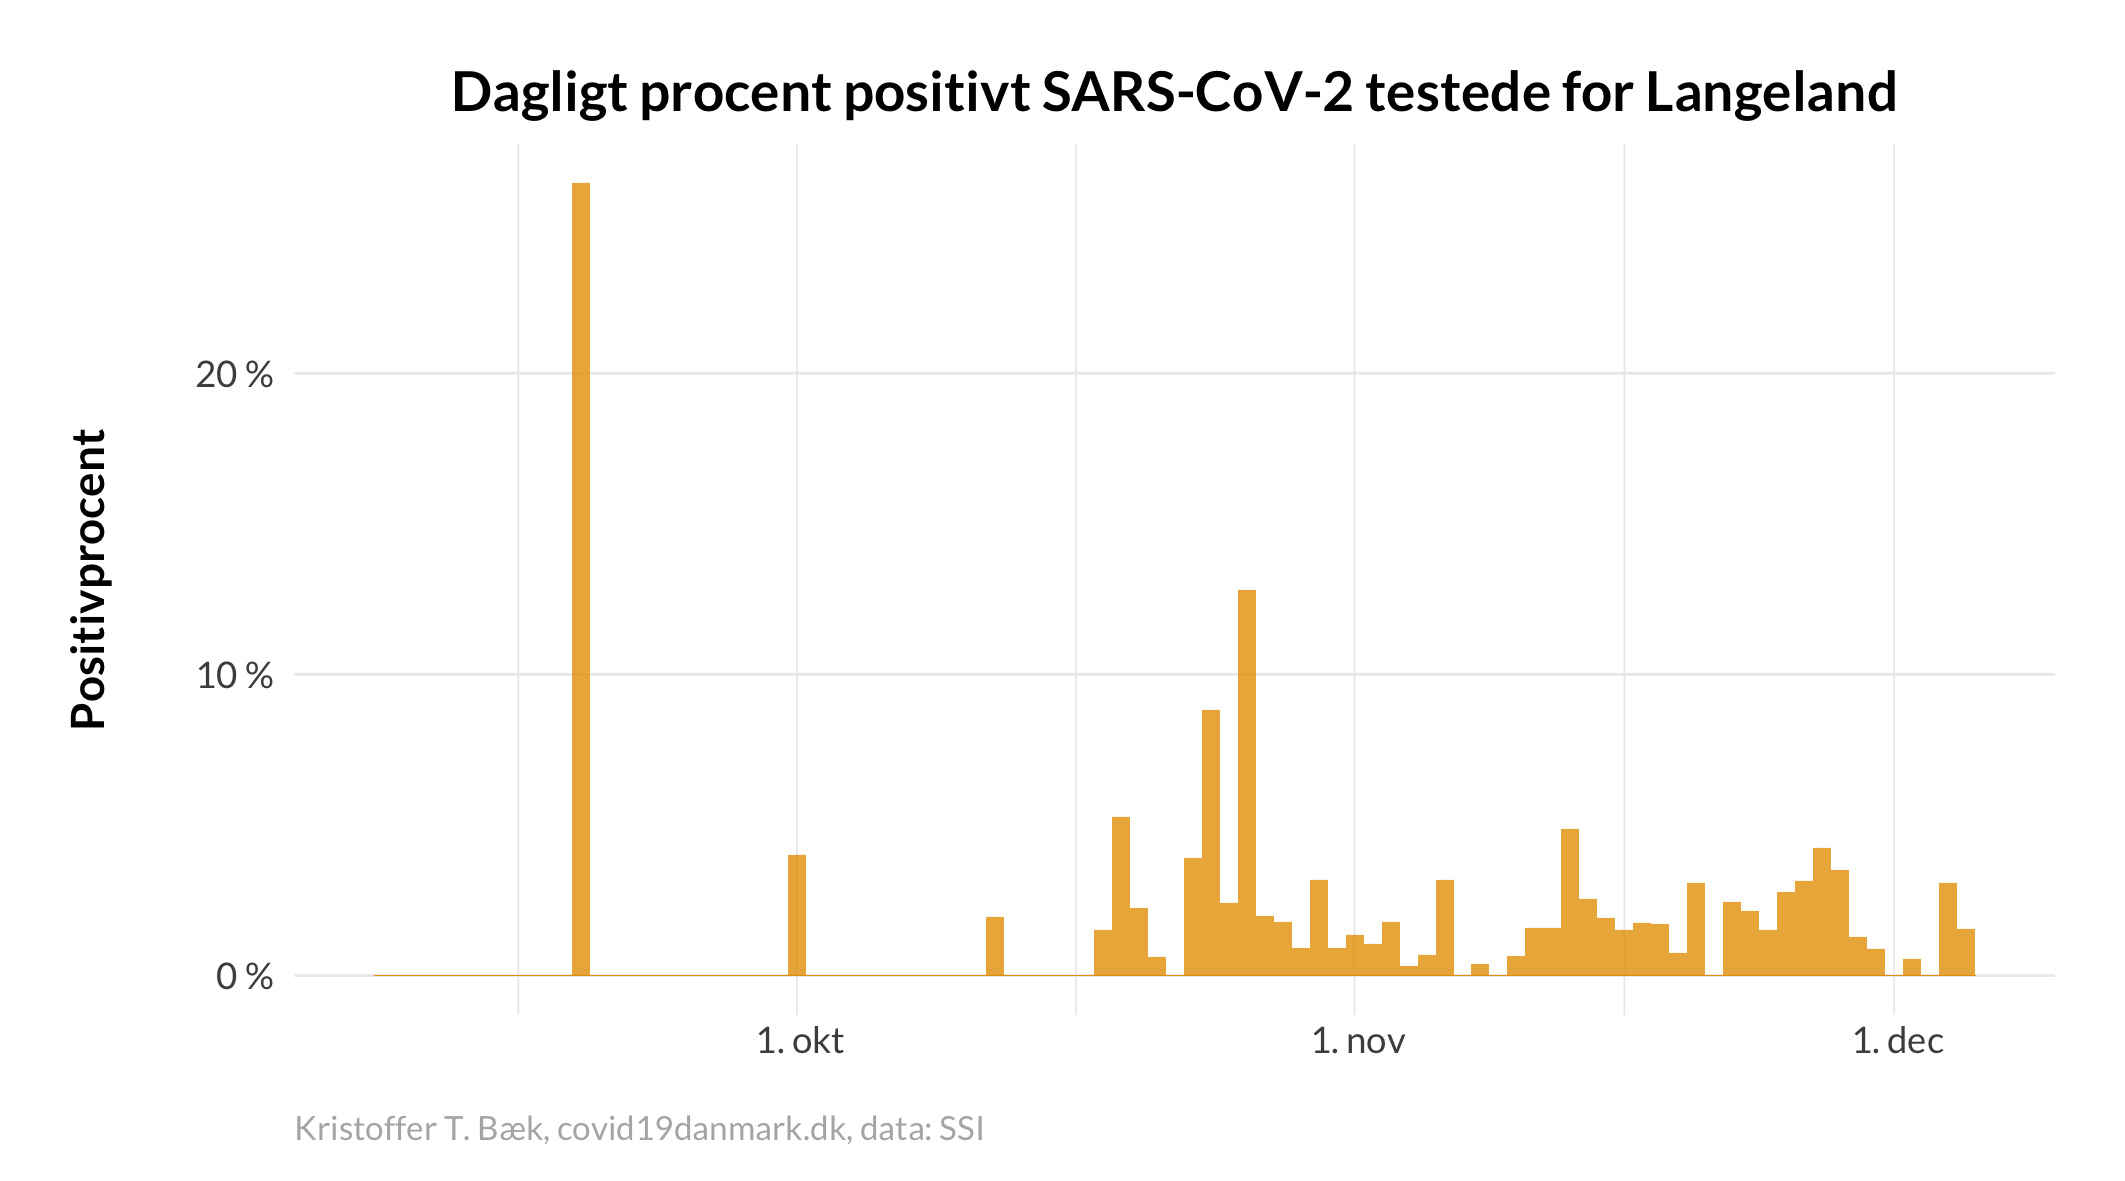 Dagligt procent positivt SARS-CoV-2 testede for Langeland
Positivprocent
20 %
10 %
0 %
1. okt
1. nov
1. dec
Kristoffer T. Bæk, covid19danmark.dk, data: SSI